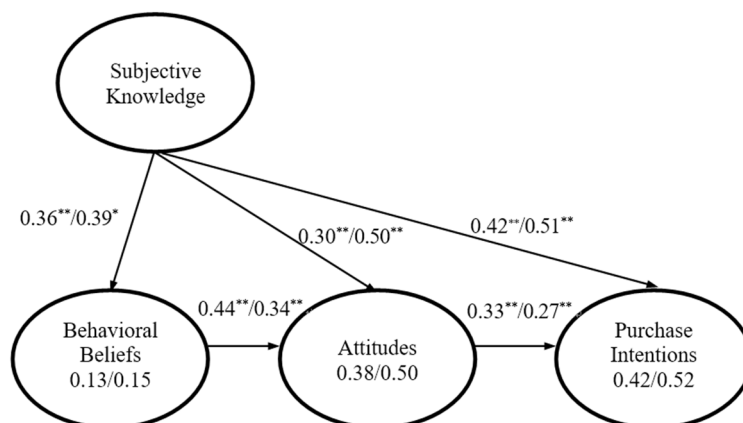 Subjective
Knowledge
0.36**/0.39*
0.30**/0.50**
0.42**/0.51**
0.44**/0.34**
0.33**/0.27**
Behavioral
Beliefs
0.13/0.15
Attitudes
0.38/0.50
Purchase
Intentions
0.42/0.52